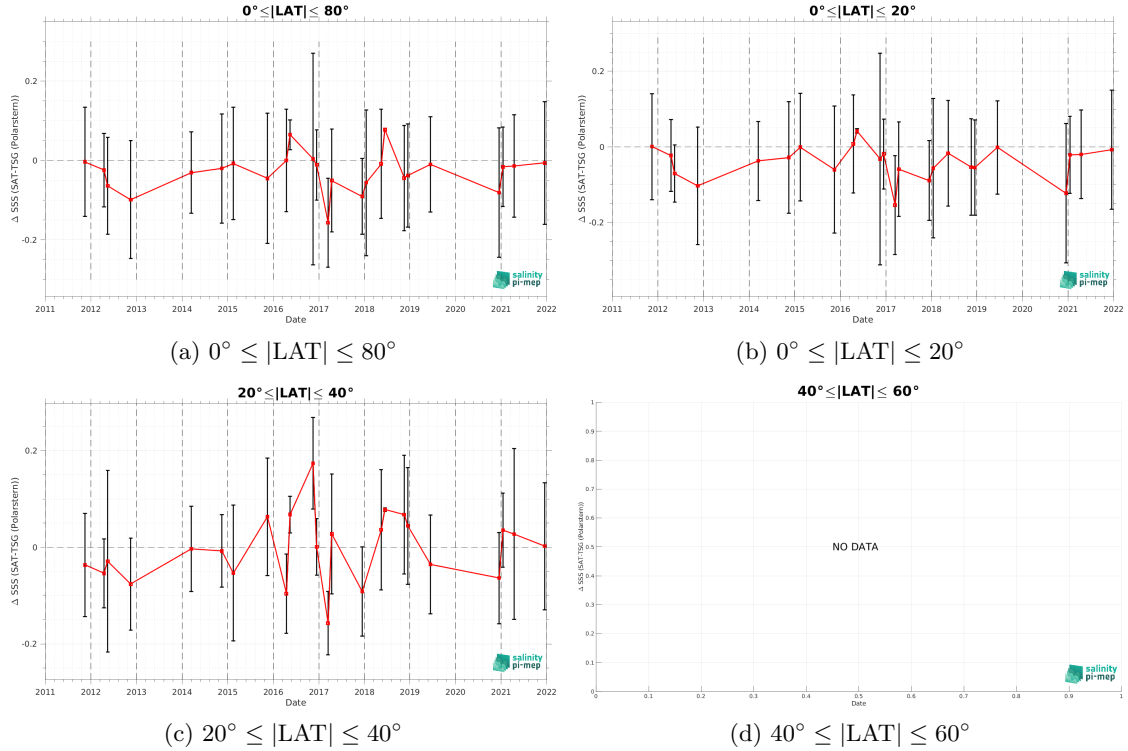 0°≤|LAT|≤ 80°
Δ SSS (SAT-TSG (Polarstern))
0.2
0
-0.2
2011 2012 2013 2014 2015 2016 2017 2018 2019 2020 2021 2022
Date
salinity
pi-mep
(a) 0° ≤ |LAT| ≤ 80°
0°≤|LAT|≤ 20°
Δ SSS (SAT-TSG (Polarstern))
0.2
0
-0.2
2011 2012 2013 2014 2015 2016 2017 2018 2019 2020 2021 2022
Date
salinity
pi-mep
(b) 0° ≤ |LAT| ≤ 20°
20°≤|LAT|≤ 40°
Δ SSS (SAT-TSG (Polarstern))
0.2
0
-0.2
2011 2012 2013 2014 2015 2016 2017 2018 2019 2020 2021 2022
Date
salinity
pi-mep
(c) 20° ≤ |LAT| ≤ 40°
40°≤|LAT|≤ 60°
Δ SSS (SAT-TSG (Polarstern))
1
0.9
0.8
0.7
0.6
0.5
0.4
0.3
0.2
0.1
0
NO DATA
0 0.1 0.2 0.3 0.4 0.5 0.6 0.7 0.8 0.9 1
Date
salinity
pi-mep
(d) 40° ≤ |LAT| ≤ 60°